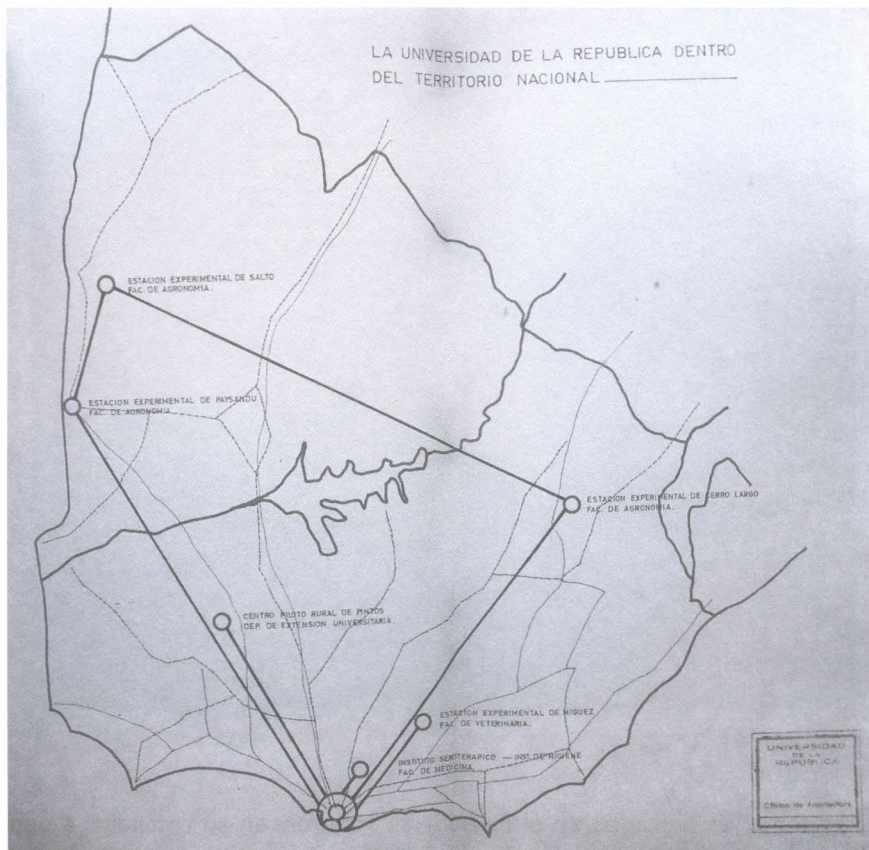 LA UNIVERSIDAD DE LA REPUBLICA DENTRO
DEL TERRITORIO NACIONAL
ESTACION EXPERIMENTAL DE SALTO
FAC. DE AGRONOMIA.
ESTACION EXPERIMENTAL DE PAYSANDU
FAC. DE AGRONOMIA
ESTACION EXPERIMENTAL DE CERRO LARGO
FAC. DE AGRONOMIA.
CENTRO PILOTO RURAL DE PINTOS
DEP. DE EXTENSION UNIVERSITARIA.
ESTACION EXPERIMENTAL DE MIGUEZ
FAC. DE VETERINARIA.
INSTITUTO SEROTERAPICO — INST. DE HIGIENE
FAC. DE MEDICINA.
UNIVERSIDAD
DE LA
REPUBLICA
Oficina de Arquitectura